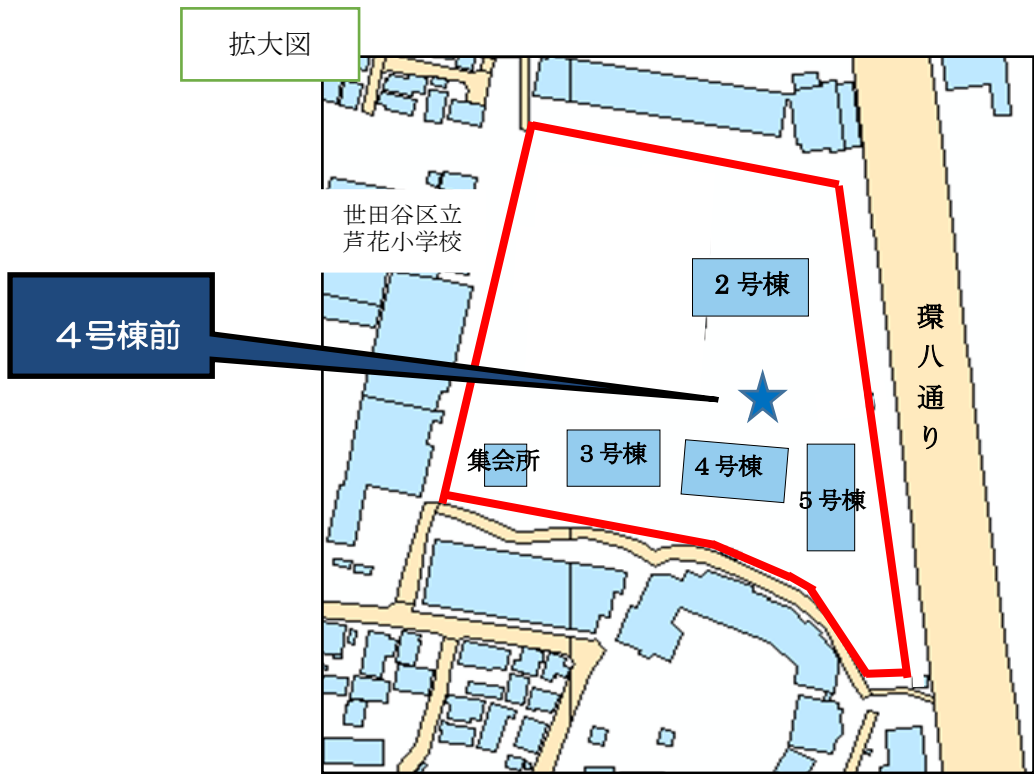 拡大図
世田谷区立
芦花小学校
２号棟
４号棟前
環八通り
集会所
３号棟
４号棟
５号棟